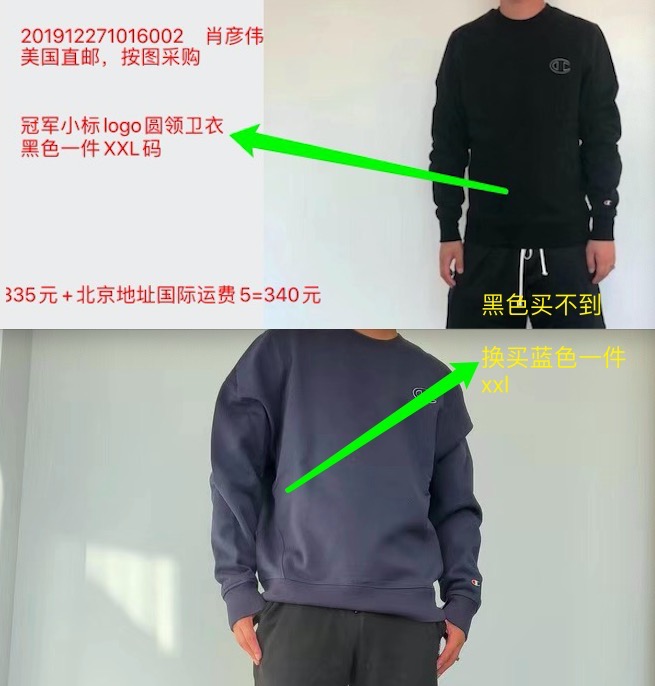 201912271016002 肖彦伟
美国直邮，按图采购
冠军小标logo圆领卫衣
黑色一件XXL码
335元+北京地址国际运费5=340元
黑色买不到
换买蓝色一件
xxl